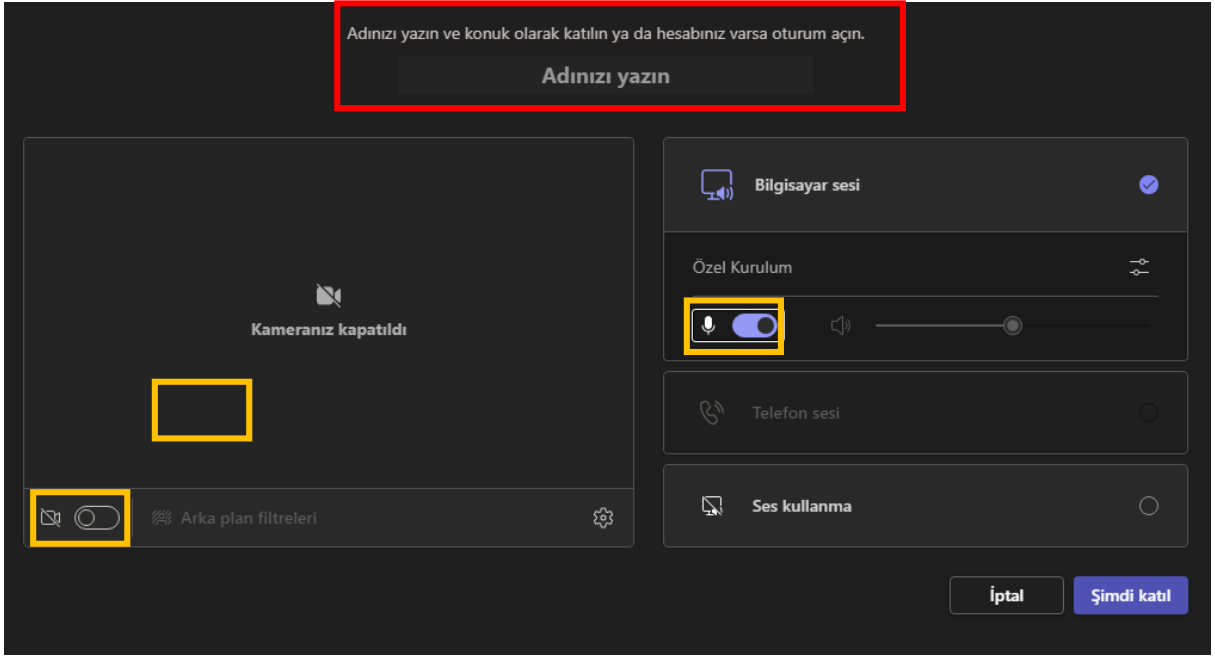 Adınızı yazın ve konuk olarak katılın ya da hesabınız varsa oturum açın.
Adınızı yazın
Kameranız kapatıldı
Arka plan filtreleri
Bilgisayar sesi
Özel Kurulum
Telefon sesi
Ses kullanma
İptal
Şimdi katıl